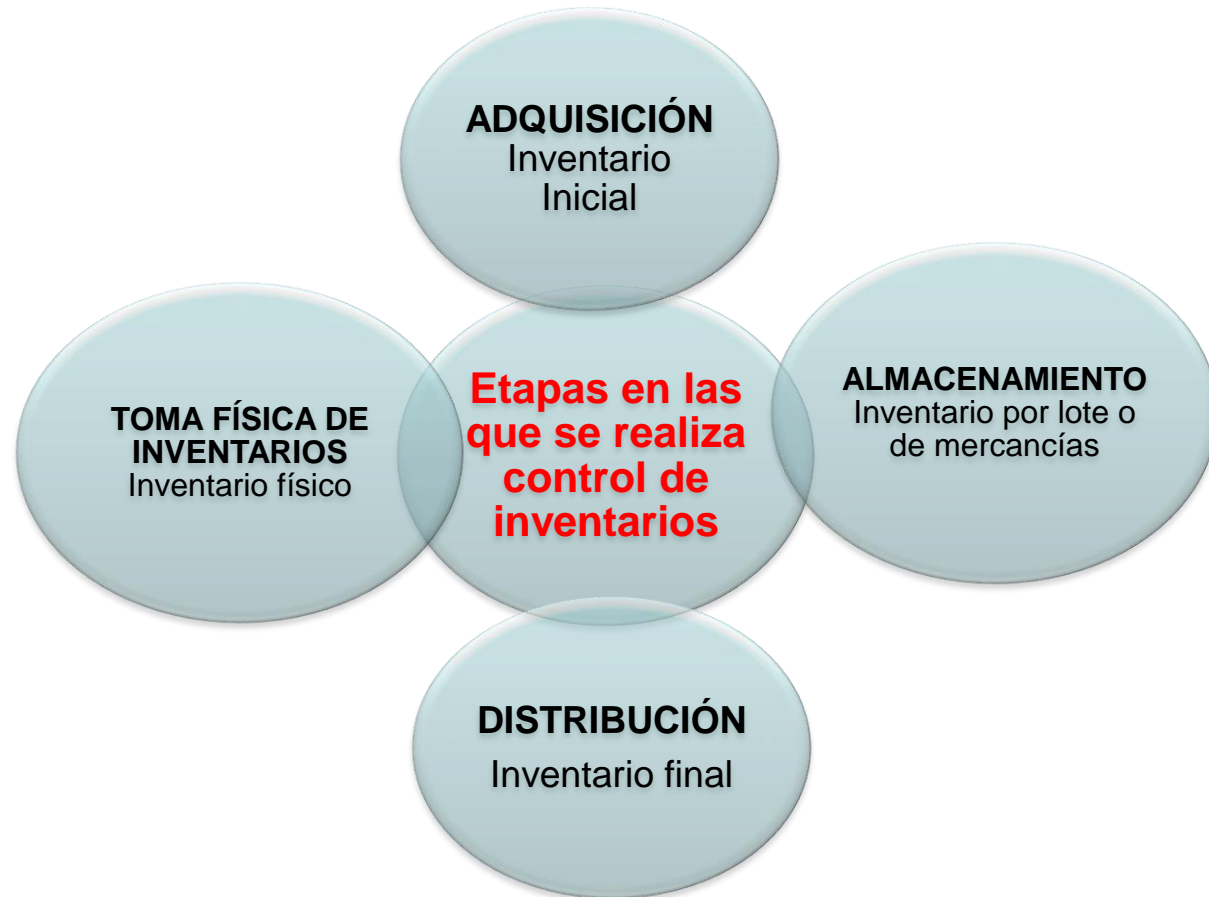 ADQUISICIÓN
Inventario
Inicial
TOMA FÍSICA DE
INVENTARIOS
Inventario físico
Etapas en las
que se realiza
control de
inventarios
ALMACENAMIENTO
Inventario por lote o
de mercancías
DISTRIBUCIÓN
Inventario final